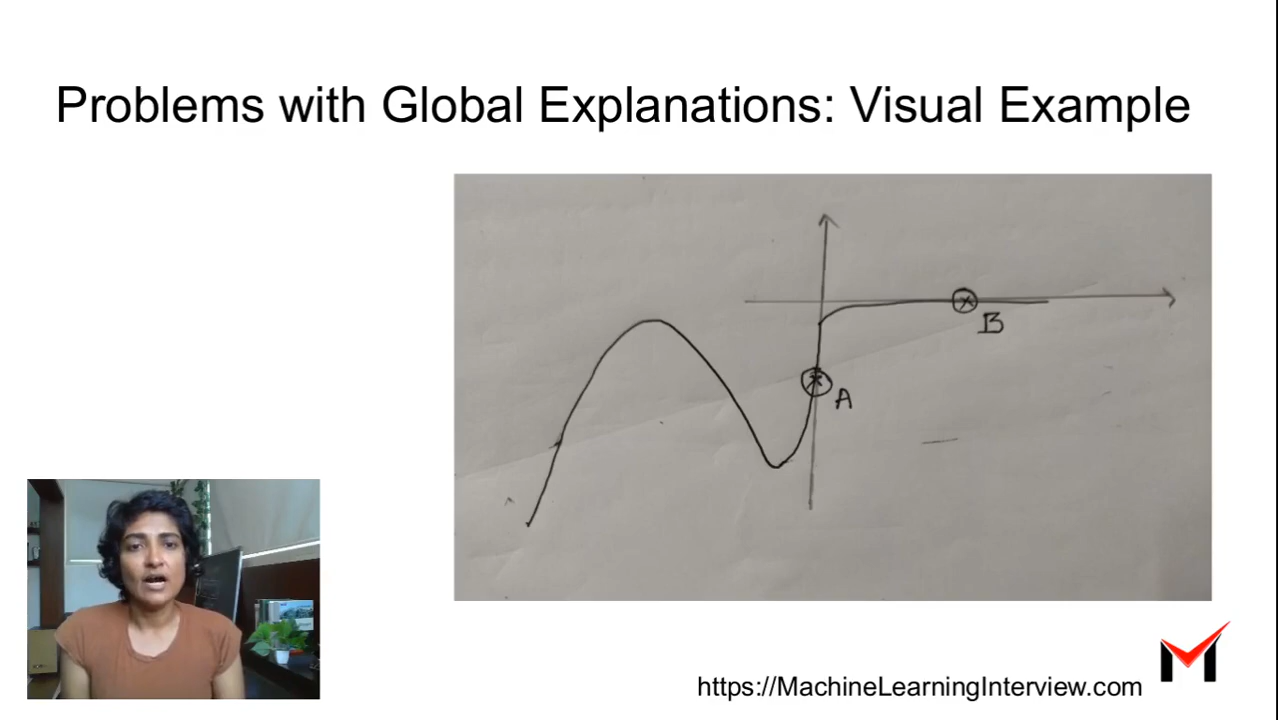 Problems with Global Explanations: Visual Example
B
A
https://MachineLearningInterview.com